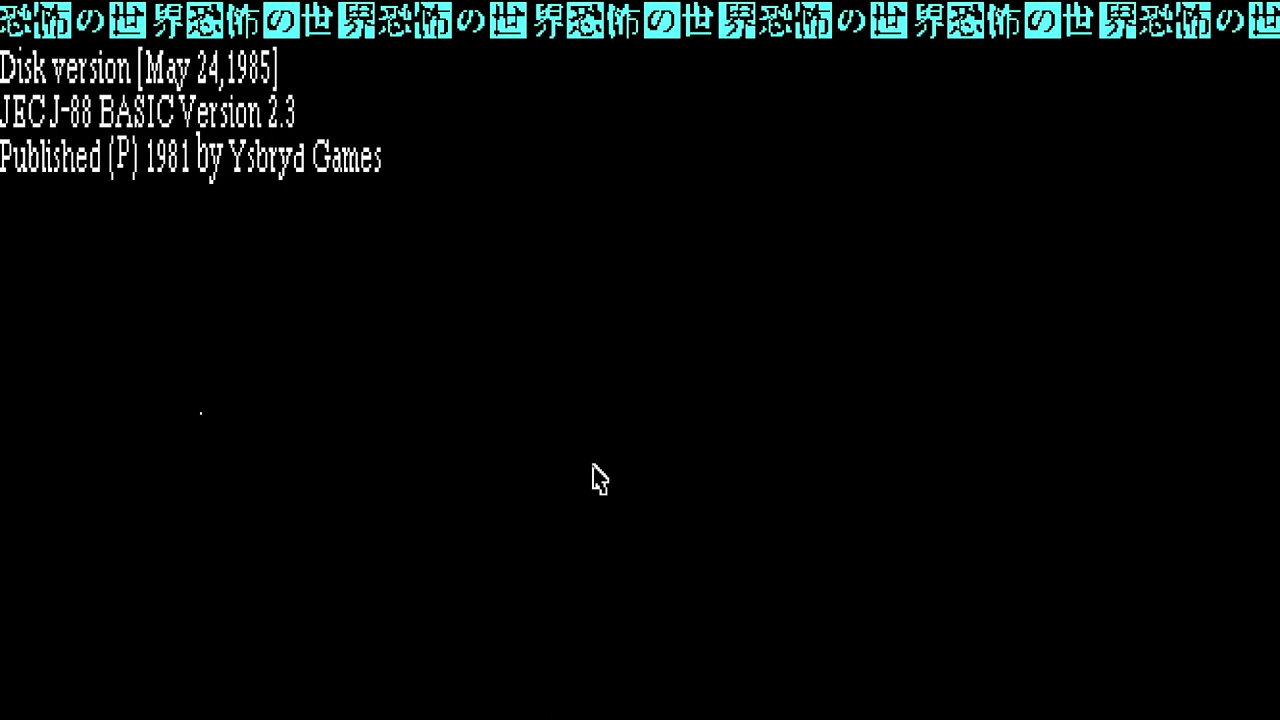 恐怖の世界恐怖の世界恐怖の世界恐怖の世界恐怖の世界恐怖の世界恐怖の世
Disk version [May 24,1985]
JECJ-88 BASIC Version 2.3
Published (P) 1981 by Ysbryd Games